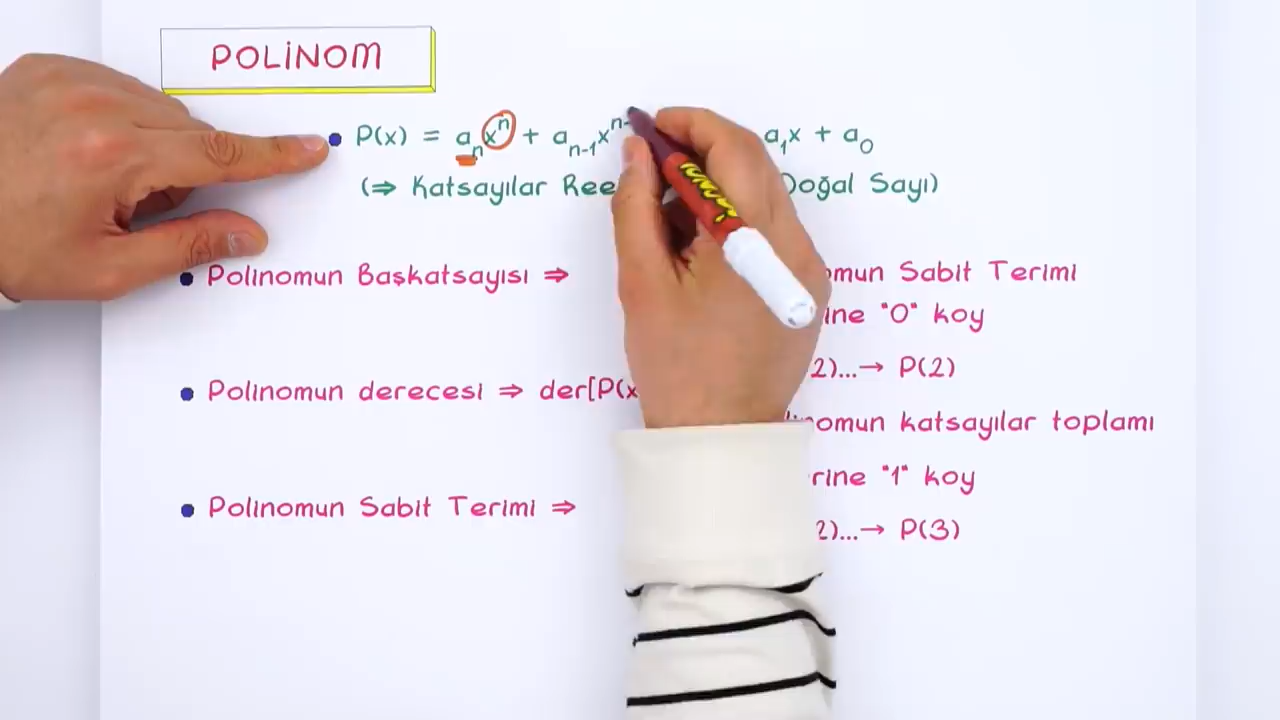 POLİNOM
P(x) = aₙxⁿ + aₙ₋₁xⁿ⁻ a₁x + a₀
(⇒ Katsayılar Ree Doğal Sayı)
Polinomun Başkatsayısı ⇒
Polinomun derecesi ⇒ der[P(x
Polinomun Sabit Terimi ⇒
omun Sabit Terimi
ine "0" koy
2)...→ P(2)
inomun katsayılar toplamı
rine "1" koy
2)...→ P(3)